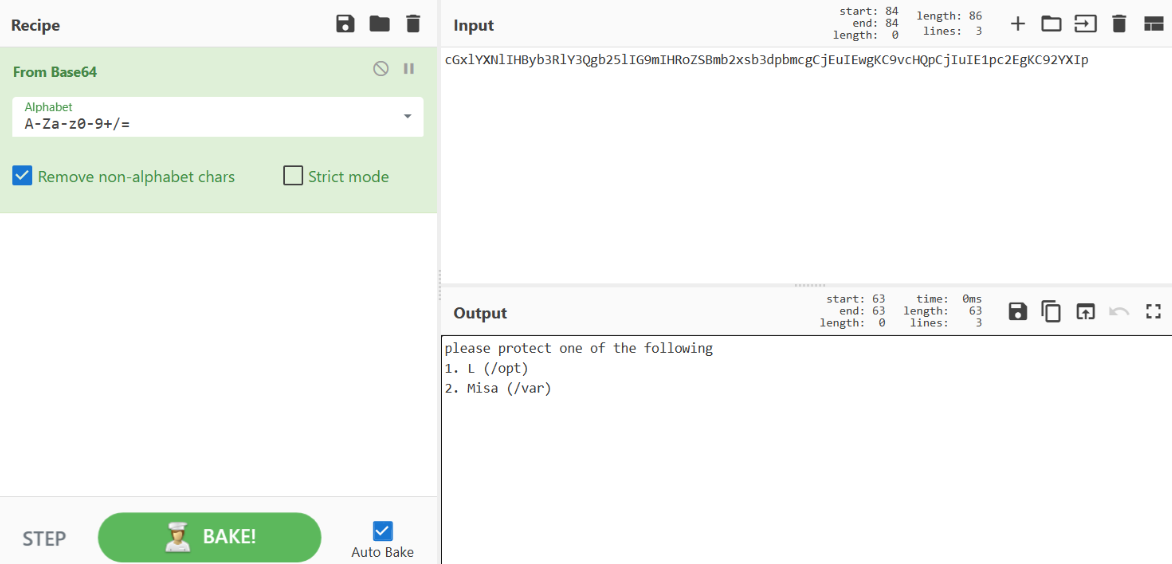 Recipe
From Base64
Alphabet
A-Za-z0-9+/=
Remove non-alphabet chars
Strict mode
STEP
BAKE!
Auto Bake
Input
start: 84
end: 84
length: 0
length: 86
lines: 3
cGxlYXNlIHByb3RlY3Qgb25lIG9mIHRoZSBmb2xsb3dpbmcgCjEuIEwgKC9vcHQpCjIuIE1pc2EgKC92YXIp
Output
start: 63
end: 63
length: 0
time: 0ms
length: 63
lines: 3
please protect one of the following
1. L (/opt)
2. Misa (/var)